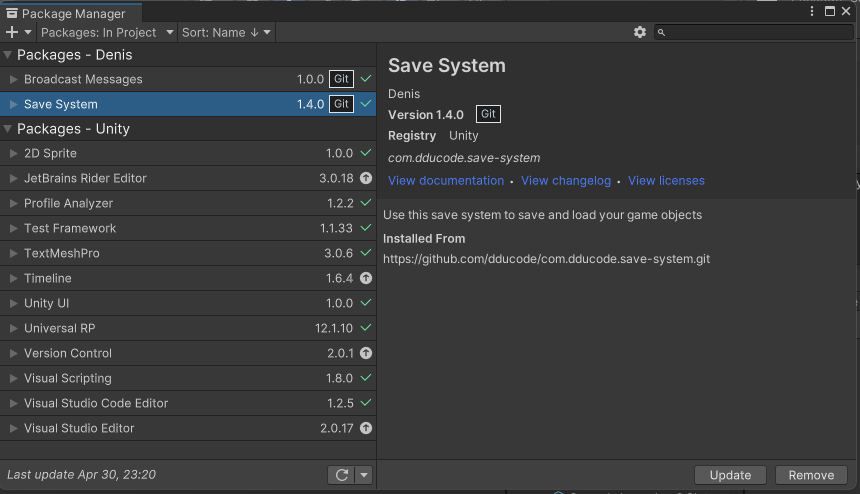 Package Manager
Packages: In Project Sort: Name ↓
Packages - Denis
Broadcast Messages 1.0.0 Git
Save System 1.4.0 Git
Packages - Unity
2D Sprite 1.0.0
JetBrains Rider Editor 3.0.18
Profile Analyzer 1.2.2
Test Framework 1.1.33
TextMeshPro 3.0.6
Timeline 1.6.4
Unity UI 1.0.0
Universal RP 12.1.10
Version Control 2.0.1
Visual Scripting 1.8.0
Visual Studio Code Editor 1.2.5
Visual Studio Editor 2.0.17
Last update Apr 30, 23:20
Save System
Denis
Version 1.4.0 Git
Registry Unity
com.dducode.save-system
View documentation • View changelog • View licenses
Use this save system to save and load your game objects
Installed From
https://github.com/dducode/com.dducode.save-system.git
Update Remove